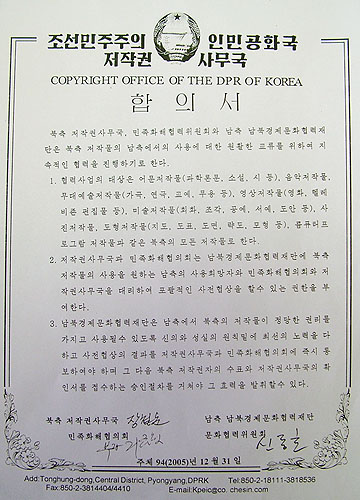 조선민주주의 인민공화국
저작권 사무국
COPYRIGHT OFFICE OF THE DPR OF KOREA
합 의 서
북측 저작권사무국, 민족화해협의회와 남측 남북경제문화협력재
단은 북측 저작물의 남측에서의 사용에 대한 원활한 교류를 위하여 지
속적인 협력을 진행하기로 한다.
1. 협력사업의 대상은 어문저작물(과학론문, 소설, 시 등), 음악저작물,
무대예술저작물(가극, 연극, 교예, 무용 등), 영상저작물(영화, 텔레
비죤 편집물 등), 미술저작물(회화, 조각, 공예, 서예, 도안 등), 사
진저작물, 도형저작물(지도, 도표, 도면, 략도, 모형 등), 콤퓨터프
로그람 저작물과 같은 북측의 모든 저작물로 한다.
2. 저작권사무국과 민족화해협의회는 남북경제문화협력재단에 북측
저작물의 사용을 원하는 남측의 사용희망자와 민족화해협의회와 저
작권사무국을 대리하여 포괄적인 사전협상을 할수 있는 권한을 부
여한다.
3. 남북경제문화협력재단은 남측에서 북측의 저작물이 정당한 권리를
가지고 사용될수 있도록 신의와 성실의 원칙밑에 최선의 노력을 다
하고 사전협상의 결과를 저작권사무국과 민족화해협의회에 즉시 통
보하여야 하며 그 다음 북측 저작권자의 수표와 저작권사무국의 확
인서를 접수하는 승인절차를 거쳐야 그 효력을 발휘할수 있다.
북측 저작권사무국 남측 남북경제문화협력재단
민족화해협의회 문화협력위원회
주체 94(2005)년 12월 31일
Add:Tonghung-dong,Central District, Pyongyang,DPRK Tel:850-2-18111-3818536
Fax:850-2-3814404/4410 E-mail:Kpeic@co. chesin.com